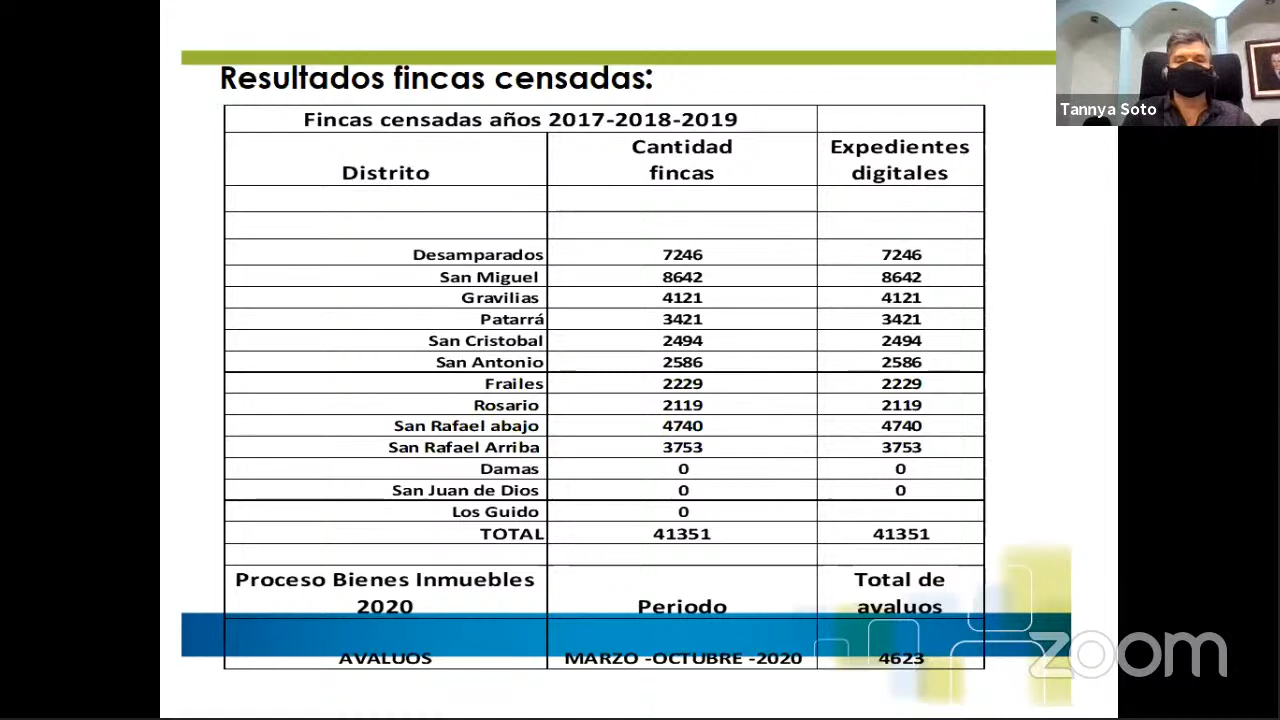 Resultados fincas censadas:
Tannya Soto
Fincas censadas años 2017-2018-2019
Distrito Cantidad fincas Expedientes digitales
Desamparados 7246 7246
San Miguel 8642 8642
Gravilias 4121 4121
Patarrá 3421 3421
San Cristobal 2494 2494
San Antonio 2586 2586
Frailes 2229 2229
Rosario 2119 2119
San Rafael abajo 4740 4740
San Rafael Arriba 3753 3753
Damas 0 0
San Juan de Dios 0 0
Los Guido 0
TOTAL 41351 41351
Proceso Bienes Inmuebles 2020 Periodo Total de avaluos
AVALUOS MARZO -OCTUBRE -2020 4623
zoom